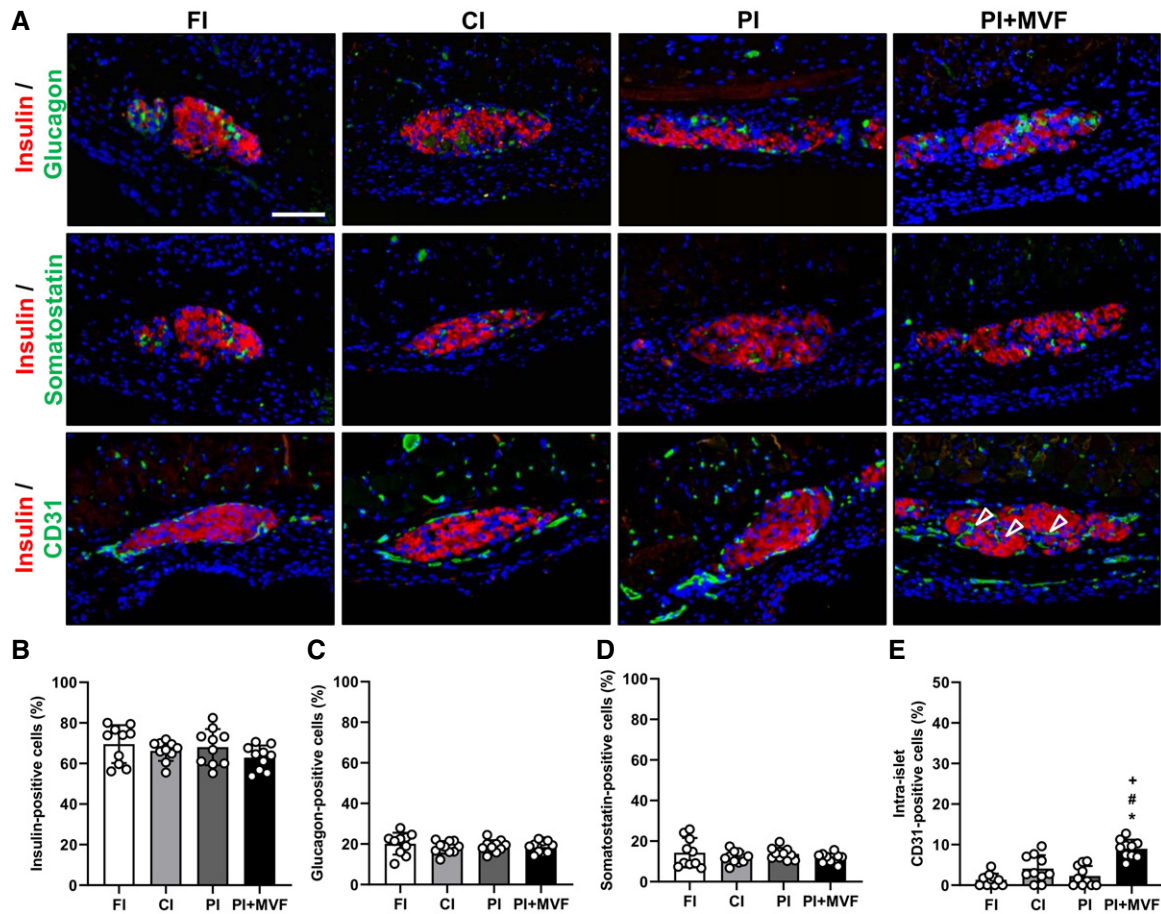 A
FI CI PI PI+MVF
Insulin /
Glucagon
Insulin /
Somatostatin
Insulin /
CD31
B C D E
Insulin-positive cells (%)
100
80
60
40
20
0
FI CI PI PI+MVF
Glucagon-positive cells (%)
100
80
60
40
20
0
FI CI PI PI+MVF
Somatostatin-positive cells (%)
100
80
60
40
20
0
FI CI PI PI+MVF
Intra-islet
CD31-positive cells (%)
50
40
30
20
10
0
+
#
*
FI CI PI PI+MVF